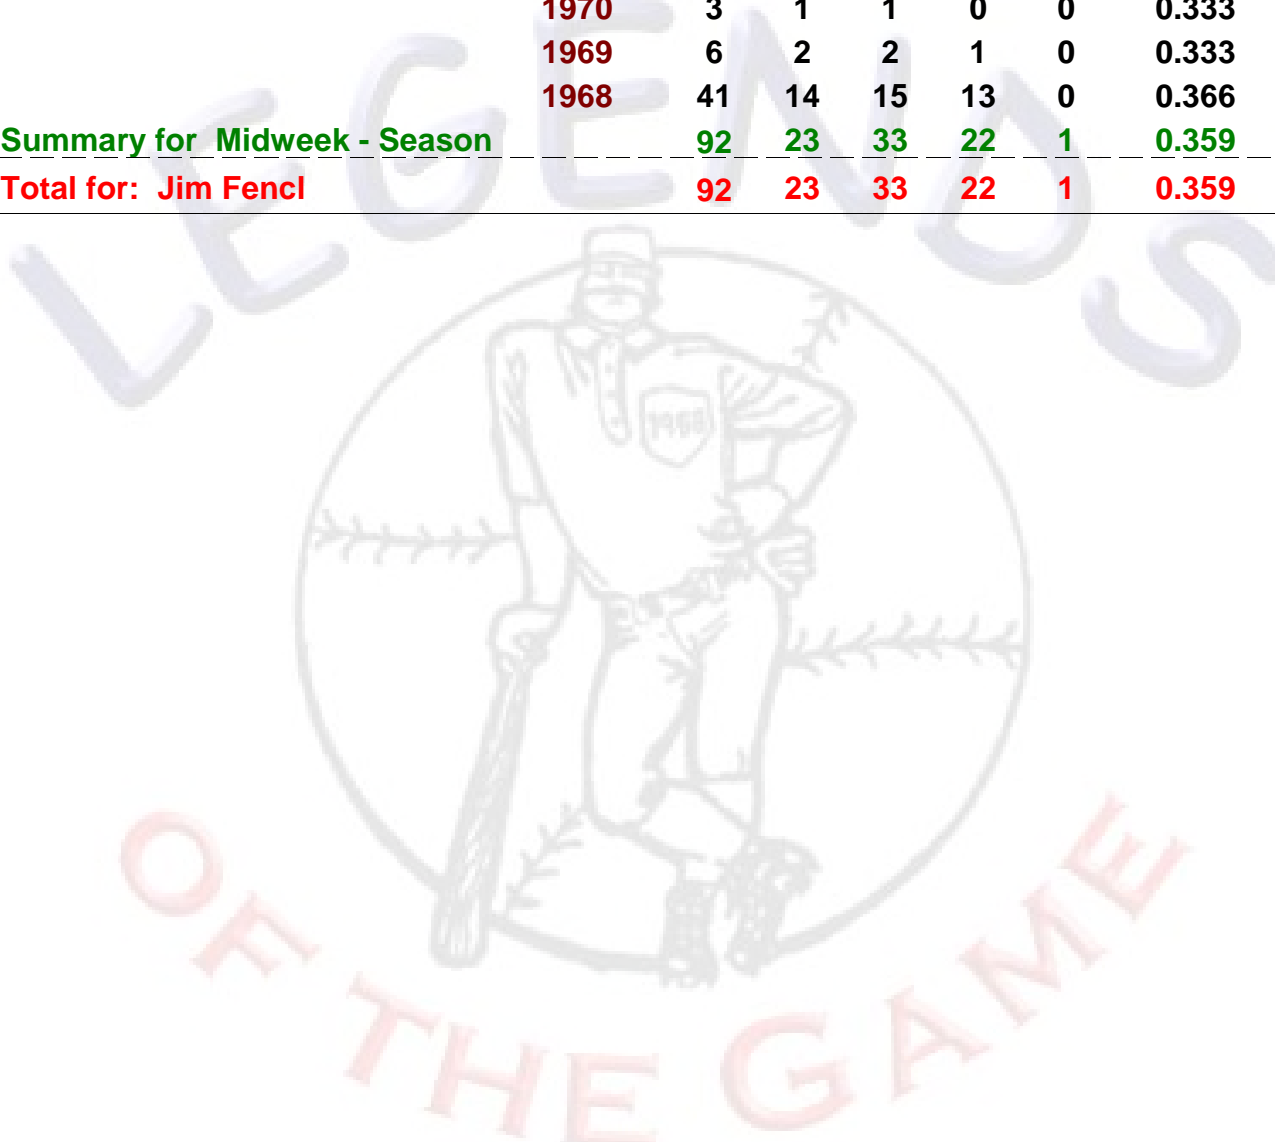 1970 3 1 1 0 0 0.333
1969 6 2 2 1 0 0.333
1968 41 14 15 13 0 0.366
Summary for Midweek - Season 92 23 33 22 1 0.359
Total for: Jim Fencl 92 23 33 22 1 0.359
LEGENDS
1968
OF THE GAME